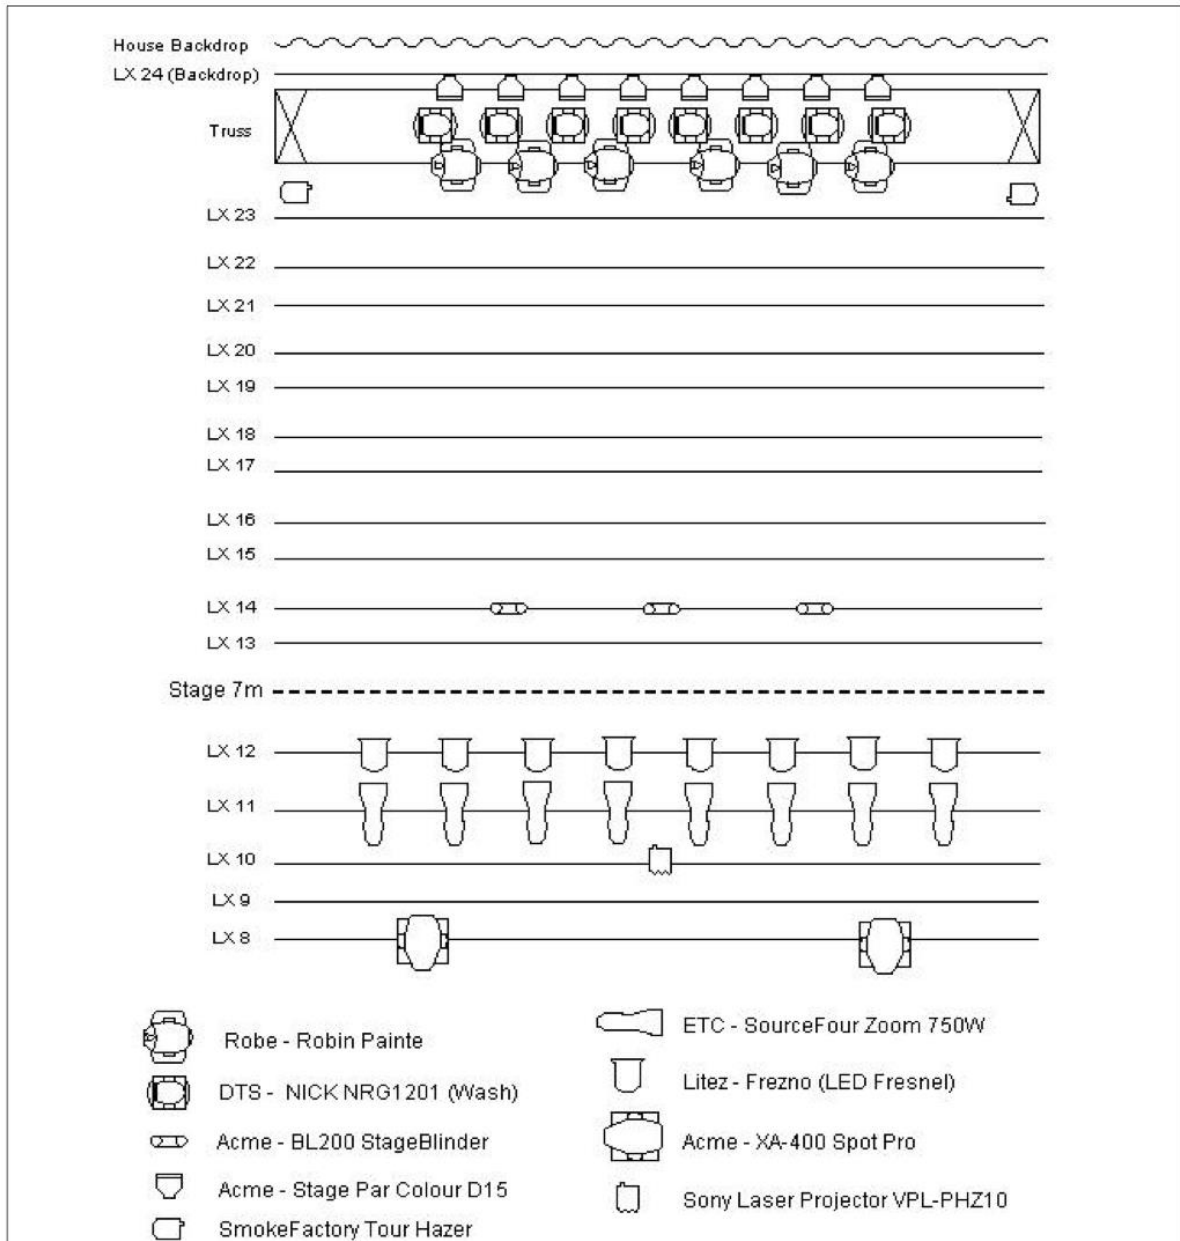 House Backdrop
LX 24 (Backdrop)
Truss
LX 23
LX 22
LX 21
LX 20
LX 19
LX 18
LX 17
LX 16
LX 15
LX 14
LX 13
Stage 7m
LX 12
LX 11
LX 10
LX 9
LX 8
Robe - Robin Painte
DTS - NICK NRG1201 (Wash)
Acme - BL200 StageBlinder
Acme - Stage Par Colour D15
SmokeFactory Tour Hazer
ETC - SourceFour Zoom 750W
Litez - Frezno (LED Fresnel)
Acme - XA-400 Spot Pro
Sony Laser Projector VPL-PHZ10